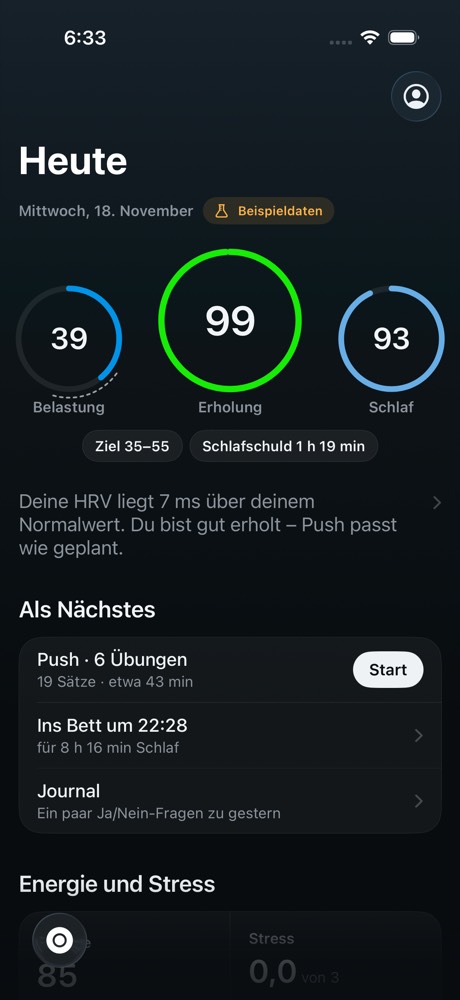 6:33
Heute
Mittwoch, 18. November
Beispieldaten
39
99
93
Belastung
Erholung
Schlaf
Ziel 35–55
Schlafschuld 1 h 19 min
Deine HRV liegt 7 ms über deinem
Normalwert. Du bist gut erholt – Push passt
wie geplant.
Als Nächstes
Push · 6 Übungen
19 Sätze · etwa 43 min
Start
Ins Bett um 22:28
für 8 h 16 min Schlaf
Journal
Ein paar Ja/Nein-Fragen zu gestern
Energie und Stress
85
Stress
0,0 von 3